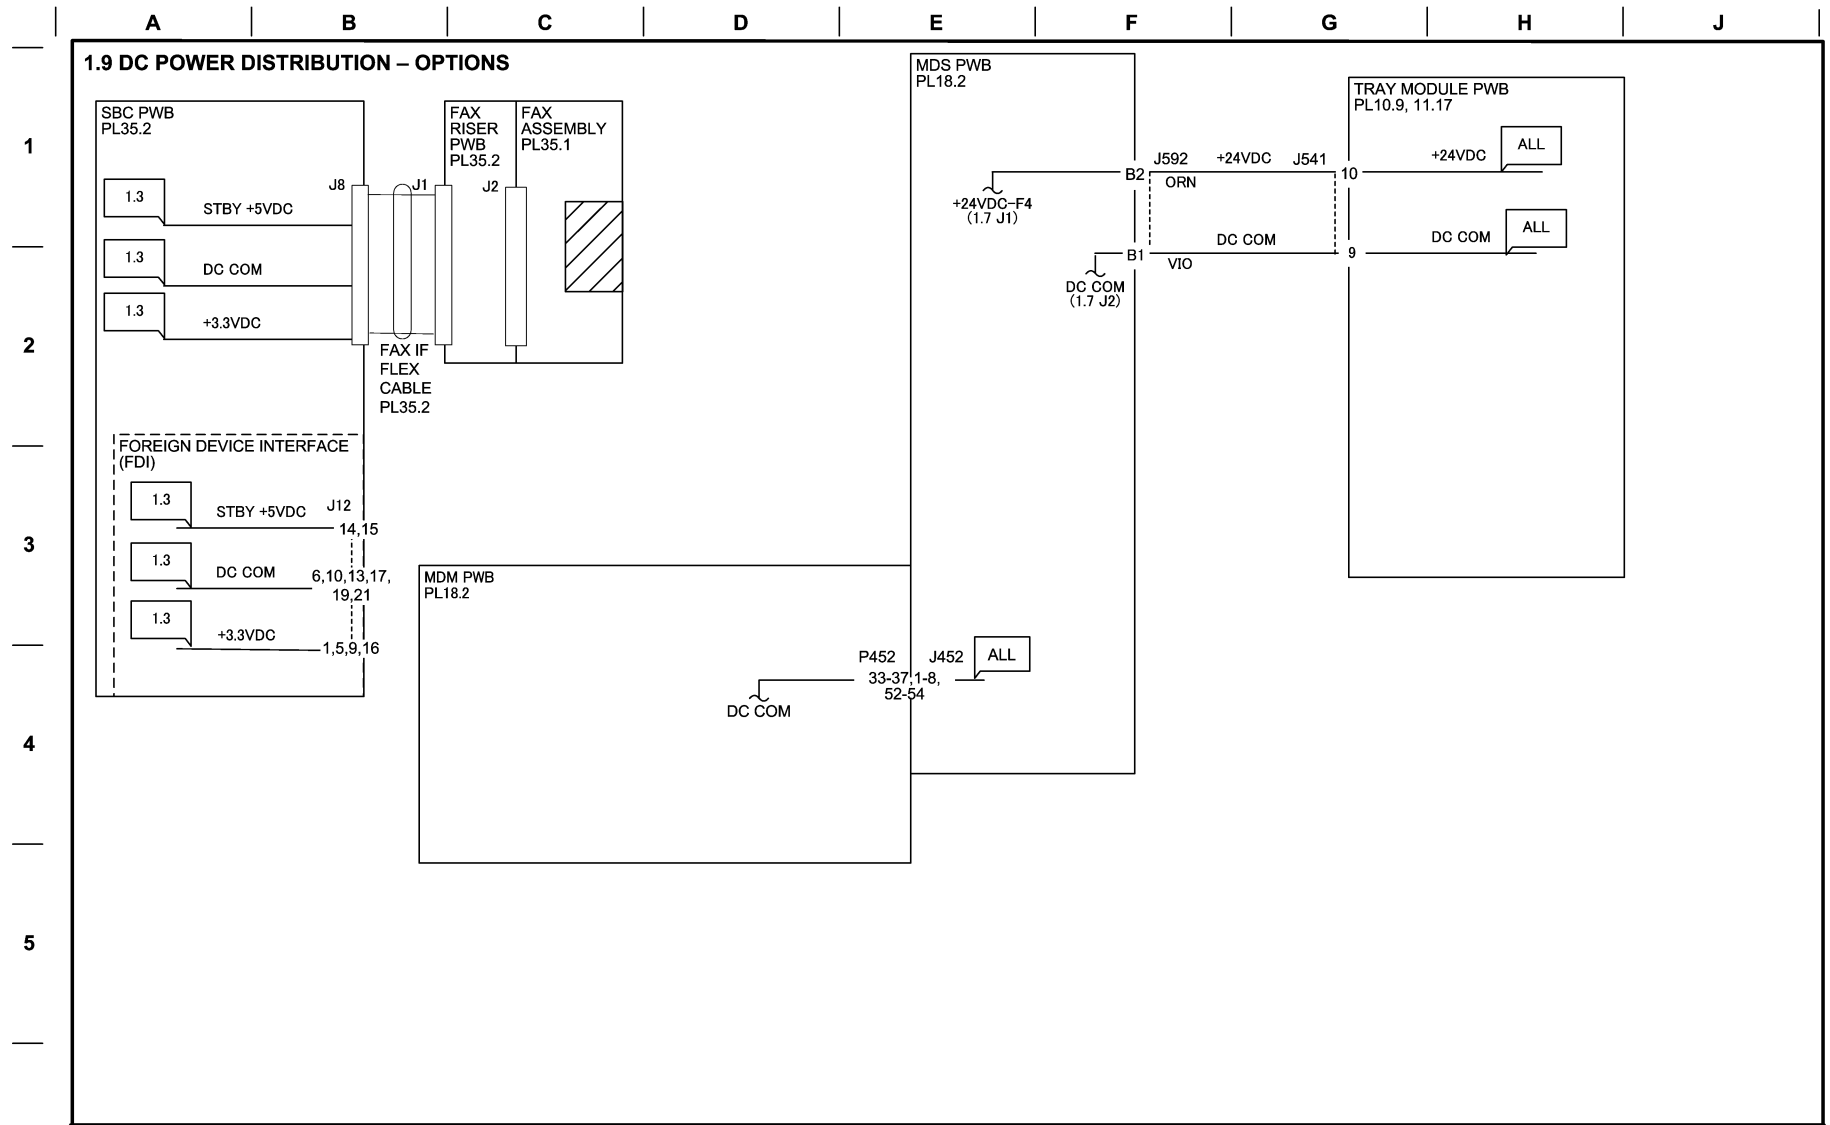 A B C D E F G H J
1.9 DC POWER DISTRIBUTION – OPTIONS
1
2
3
4
5
SBC PWB
PL35.2
1.3
STBY +5VDC
1.3
DC COM
1.3
+3.3VDC
J8
J1
FAX IF
FLEX
CABLE
PL35.2
FAX
RISER
PWB
PL35.2
J2
FAX
ASSEMBLY
PL35.1
FOREIGN DEVICE INTERFACE
(FDI)
1.3
STBY +5VDC
J12
14,15
1.3
DC COM
6,10,13,17,
19,21
1.3
+3.3VDC
1,5,9,16
MDM PWB
PL18.2
DC COM
P452
J452
33-37,1-8,
52-54
ALL
MDS PWB
PL18.2
+24VDC-F4
(1.7 J1)
B2
J592
+24VDC
J541
ORN
10
DC COM
(1.7 J2)
B1
DC COM
VIO
9
TRAY MODULE PWB
PL10.9, 11.17
+24VDC
ALL
DC COM
ALL